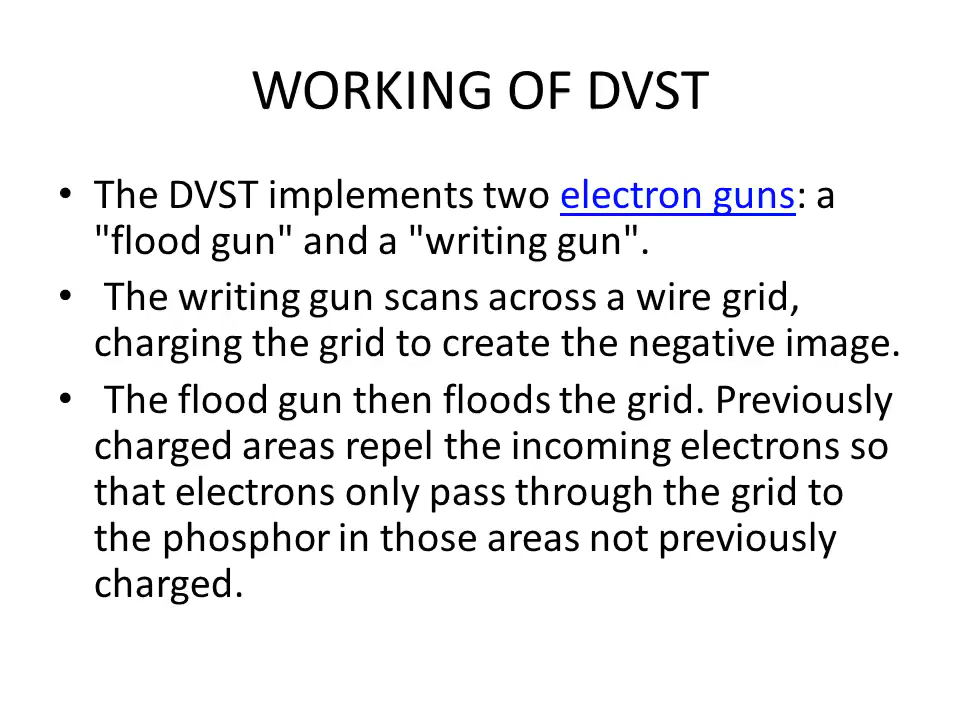 WORKING OF DVST
• The DVST implements two electron guns: a
"flood gun" and a "writing gun".
• The writing gun scans across a wire grid,
charging the grid to create the negative image.
• The flood gun then floods the grid. Previously
charged areas repel the incoming electrons so
that electrons only pass through the grid to
the phosphor in those areas not previously
charged.